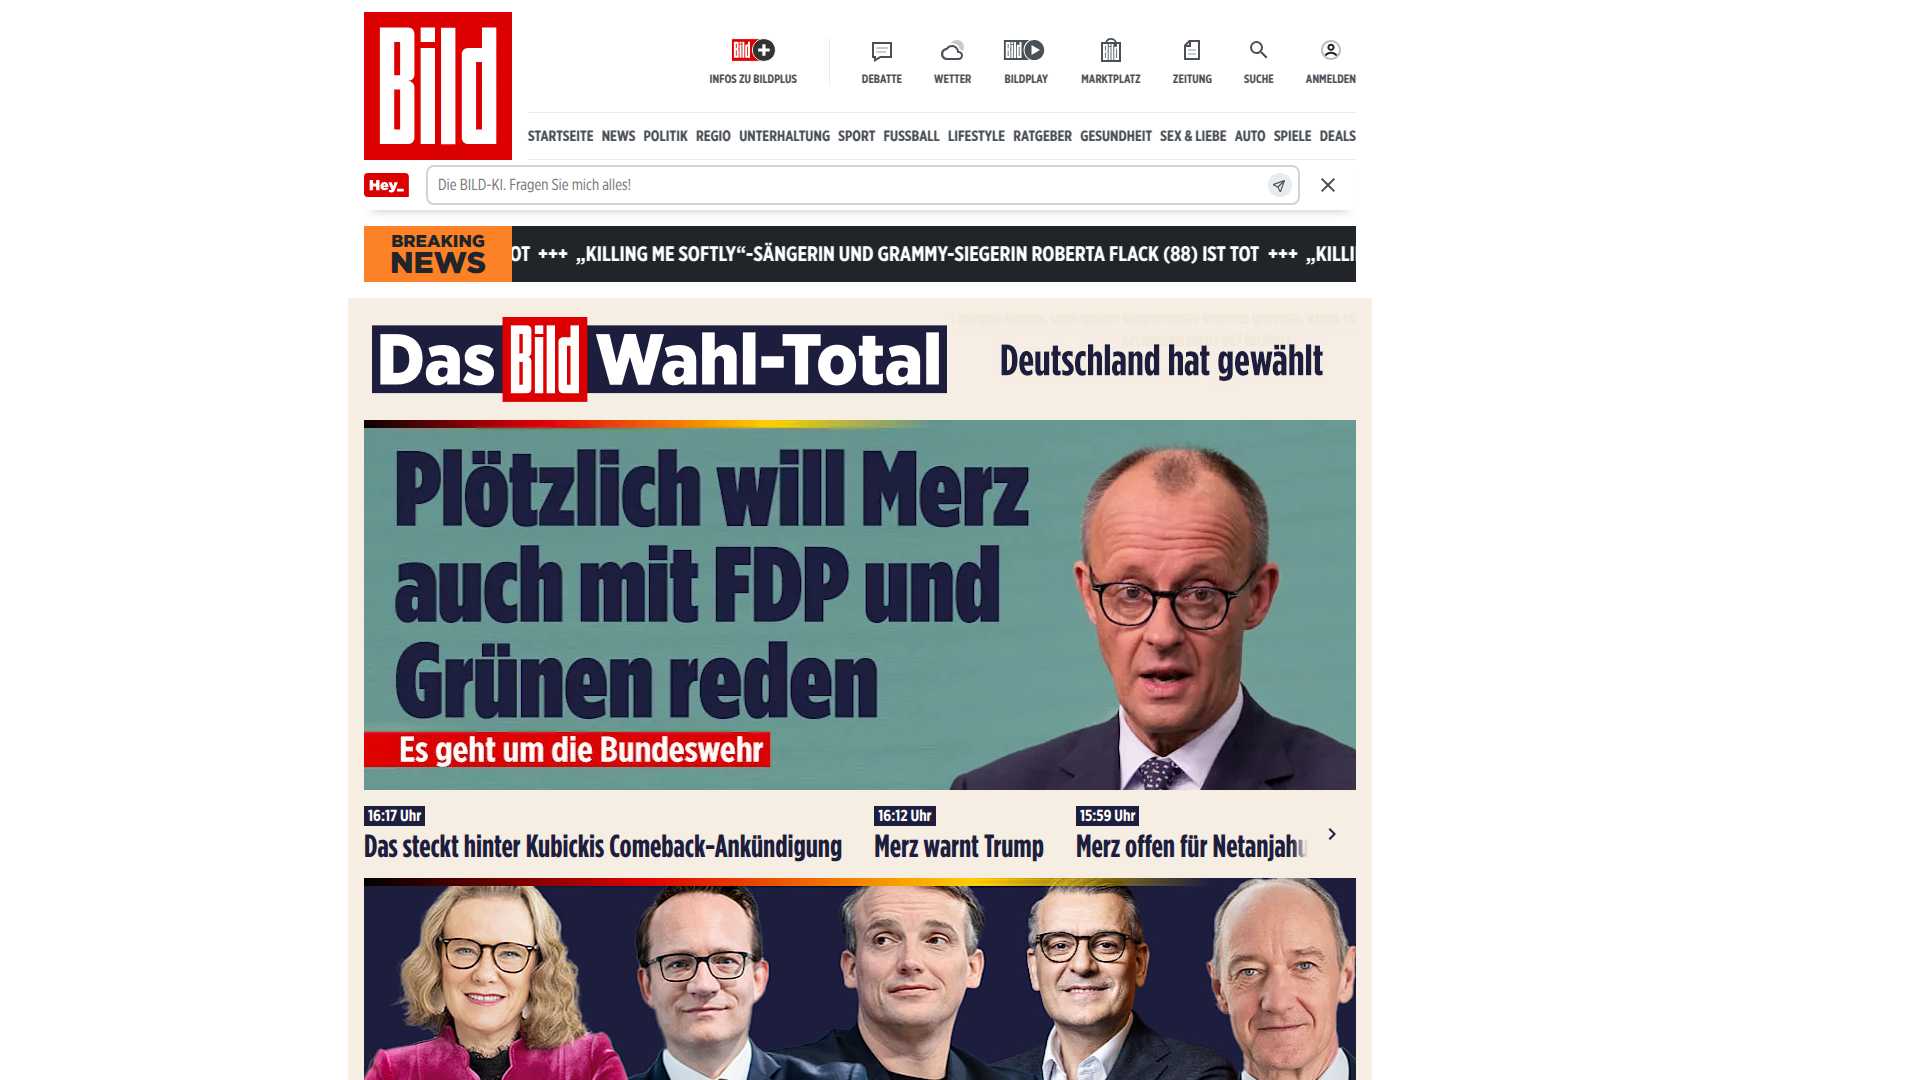 Bild
Bild
INFOS ZU BILDPLUS
DEBATTE
WETTER
Bild
BILDPLAY
Bild
MARKTPLATZ
ZEITUNG
SUCHE
ANMELDEN
STARTSEITE NEWS POLITIK REGIO UNTERHALTUNG SPORT FUSSBALL LIFESTYLE RATGEBER GESUNDHEIT SEX & LIEBE AUTO SPIELE DEALS
Hey_
Die BILD-KI. Fragen Sie mich alles!
BREAKING
NEWS
OT +++ „KILLING ME SOFTLY“-SÄNGERIN UND GRAMMY-SIEGERIN ROBERTA FLACK (88) IST TOT +++ „KILLI
Das Bild Wahl-Total
Deutschland hat gewählt
Plötzlich will Merz
auch mit FDP und
Grünen reden
Es geht um die Bundeswehr
16:17 Uhr
Das steckt hinter Kubickis Comeback-Ankündigung
16:12 Uhr
Merz warnt Trump
15:59 Uhr
Merz offen für Netanjahu